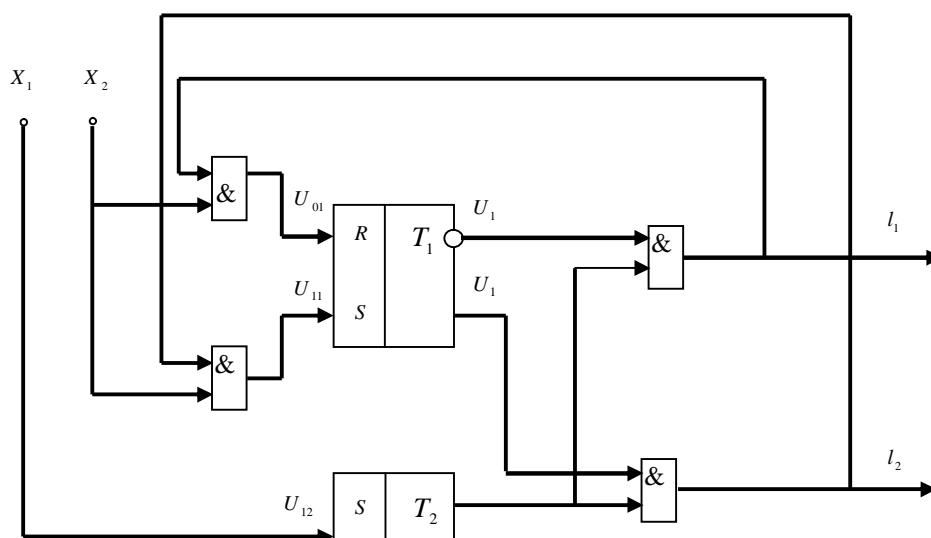 X₁
X₂
&
U₀₁
R
T₁
U₁
&
l₁
U₁₁
S
U₁
&
&
l₂
U₁₂
S
T₂